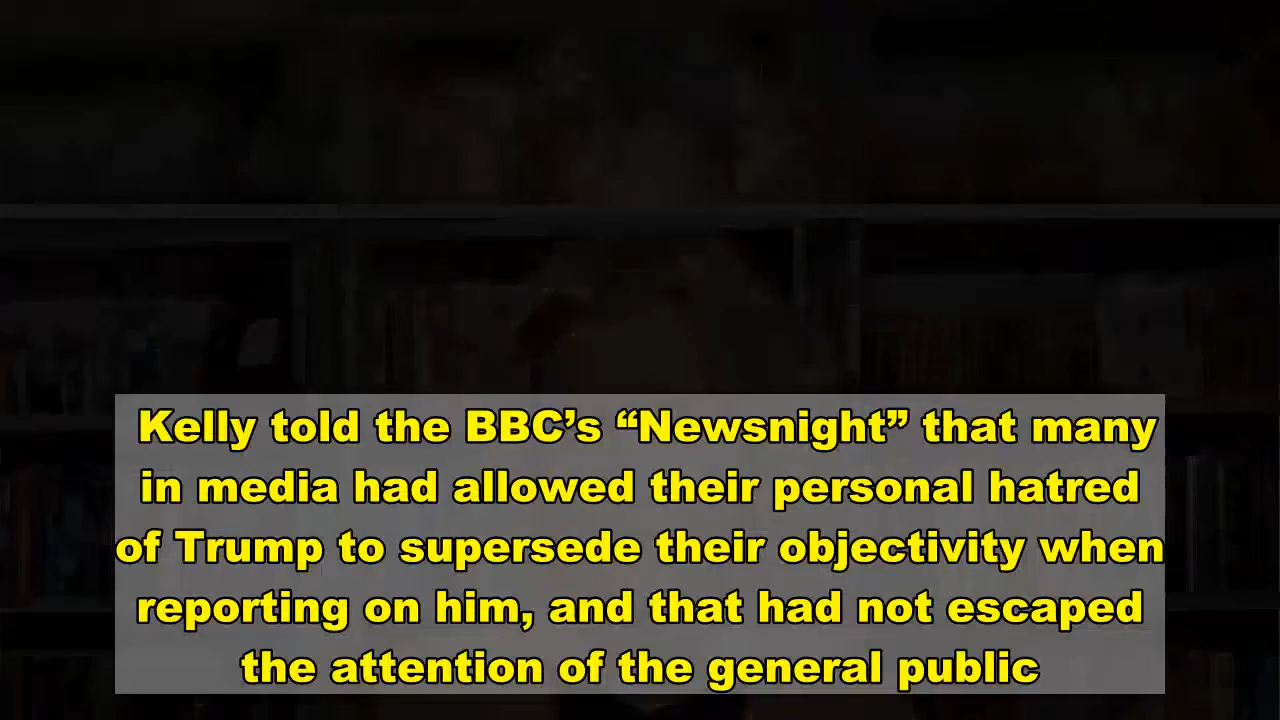 Kelly told the BBC’s “Newsnight” that many
in media had allowed their personal hatred
of Trump to supersede their objectivity when
reporting on him, and that had not escaped
the attention of the general public